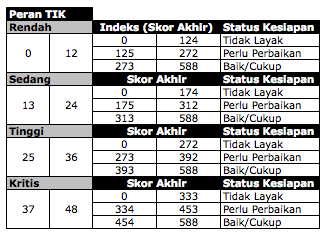 Peran TIK
Rendah Indeks (Skor Akhir) Status Kesiapan
0 12 0 124 Tidak Layak
125 272 Perlu Perbaikan
273 588 Baik/Cukup
Sedang Skor Akhir Status Kesiapan
13 24 0 174 Tidak Layak
175 312 Perlu Perbaikan
313 588 Baik/Cukup
Tinggi Skor Akhir Status Kesiapan
25 36 0 272 Tidak Layak
273 392 Perlu Perbaikan
393 588 Baik/Cukup
Kritis Skor Akhir Status Kesiapan
37 48 0 333 Tidak Layak
334 453 Perlu Perbaikan
454 588 Baik/Cukup